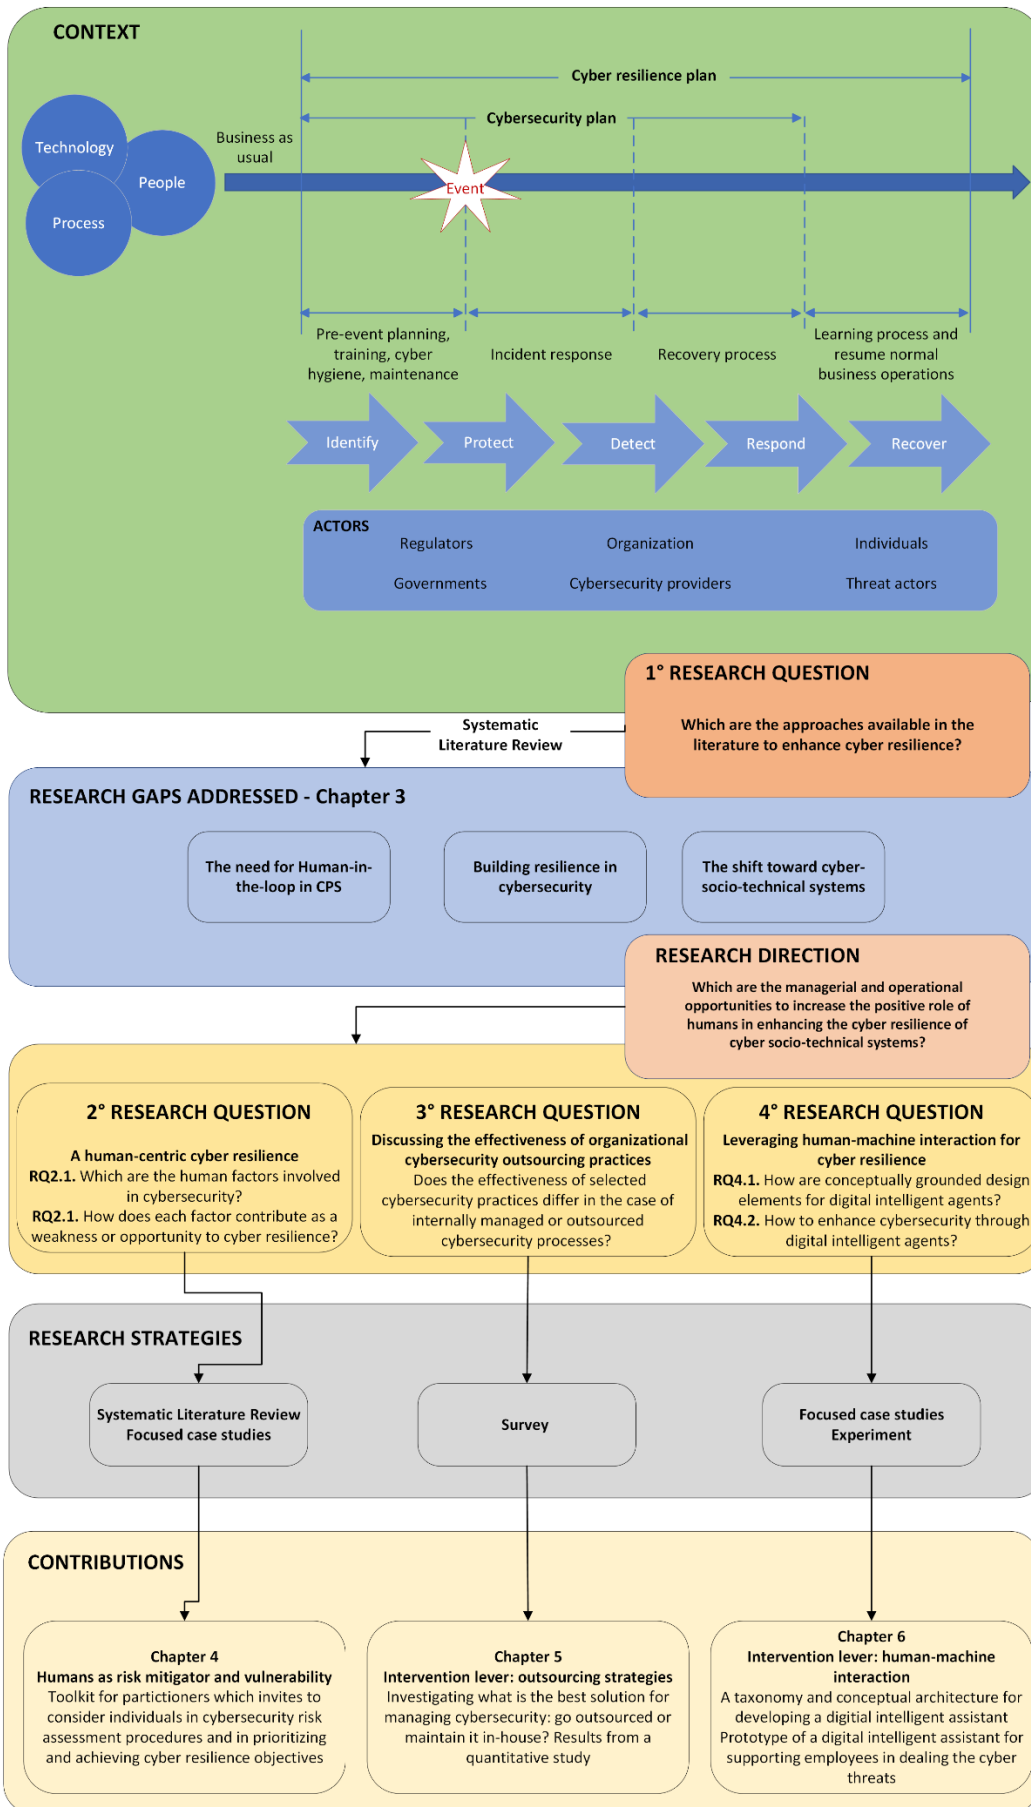 CONTEXT
Cyber resilience plan
Cybersecurity plan
Technology
People
Process
Business as
usual
Event
Pre-event planning,
training, cyber
hygiene, maintenance
Incident response
Recovery process
Learning process and
resume normal
business operations
Identify
Protect
Detect
Respond
Recover
ACTORS
Regulators
Organization
Individuals
Governments
Cybersecurity providers
Threat actors
1° RESEARCH QUESTION
Which are the approaches available in the
literature to enhance cyber resilience?
Systematic
Literature Review
RESEARCH GAPS ADDRESSED - Chapter 3
The need for Human-in-
the-loop in CPS
Building resilience in
cybersecurity
The shift toward cyber-
socio-technical systems
RESEARCH DIRECTION
Which are the managerial and operational
opportunities to increase the positive role of
humans in enhancing the cyber resilience of
cyber socio-technical systems?
2° RESEARCH QUESTION
A human-centric cyber resilience
RQ2.1. Which are the human factors involved
in cybersecurity?
RQ2.1. How does each factor contribute as a
weakness or opportunity to cyber resilience?
3° RESEARCH QUESTION
Discussing the effectiveness of organizational
cybersecurity outsourcing practices
Does the effectiveness of selected
cybersecurity practices differ in the case of
internally managed or outsourced
cybersecurity processes?
4° RESEARCH QUESTION
Leveraging human-machine interaction for
cyber resilience
RQ4.1. How are conceptually grounded design
elements for digital intelligent agents?
RQ4.2. How to enhance cybersecurity through
digital intelligent agents?
RESEARCH STRATEGIES
Systematic Literature Review
Focused case studies
Survey
Focused case studies
Experiment
CONTRIBUTIONS
Chapter 4
Humans as risk mitigator and vulnerability
Toolkit for partictioners which invites to
consider individuals in cybersecurity risk
assessment procedures and in prioritizing
and achieving cyber resilience objectives
Chapter 5
Intervention lever: outsourcing strategies
Investigating what is the best solution for
managing cybersecurity: go outsourced or
maintain it in-house? Results from a
quantitative study
Chapter 6
Intervention lever: human-machine
interaction
A taxonomy and conceptual architecture for
developing a digitial intelligent assistant
Prototype of a digital intelligent assistant for
supporting employees in dealing the cyber
threats